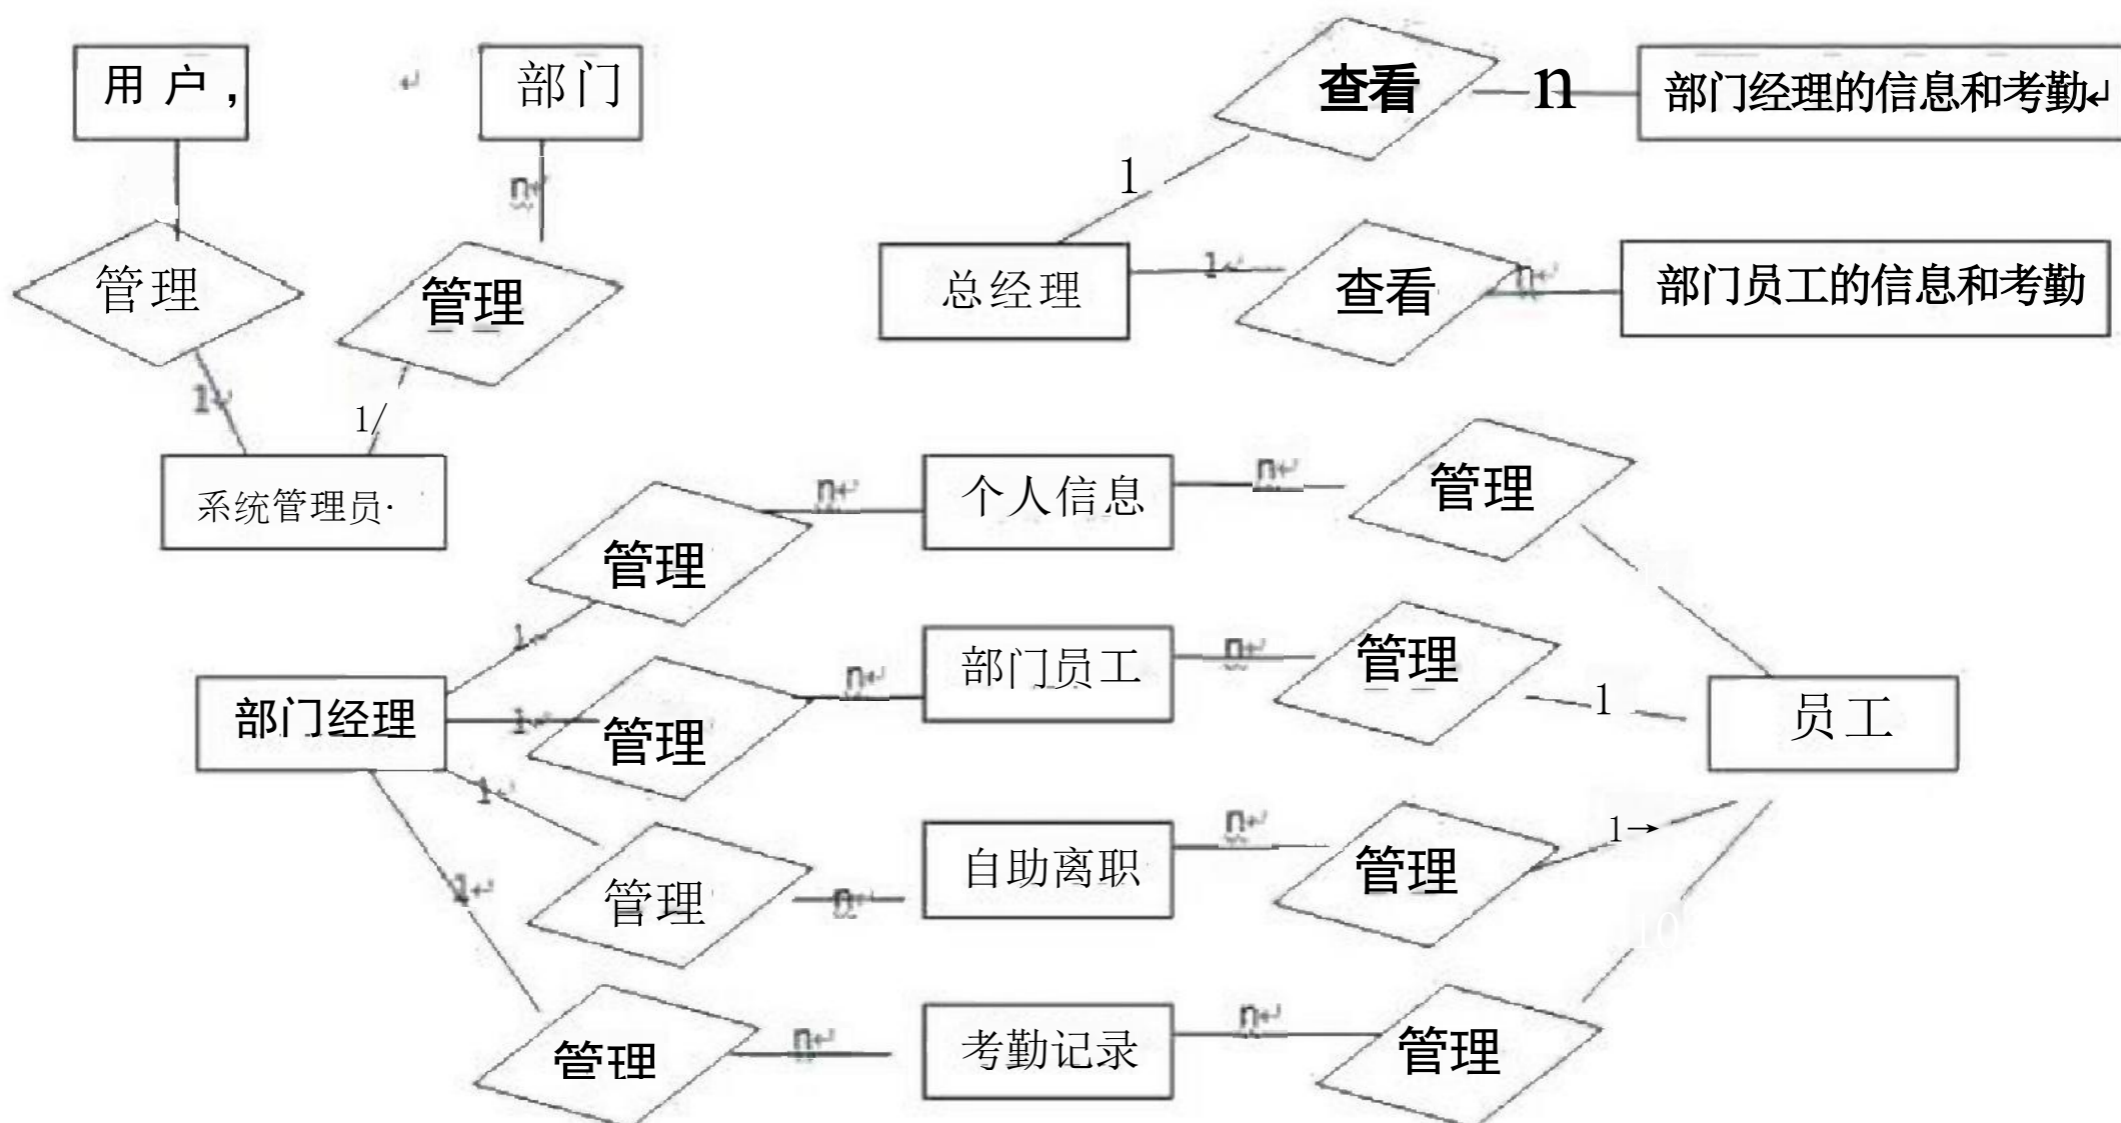 用户，
部门
查看
n
部门经理的信息和考勤↵
n↵
1
管理
管理
总经理
1↵
查看
n↵
部门员工的信息和考勤
1↵
1/
系统管理员·
管理
n↵
个人信息
n↵
管理
1↵
部门经理
1↵
管理
n↵
部门员工
n↵
管理
1
员工
1↵
管理
n↵
自助离职
n↵
管理
1→
1↵
管理
n↵
考勤记录
n↵
管理